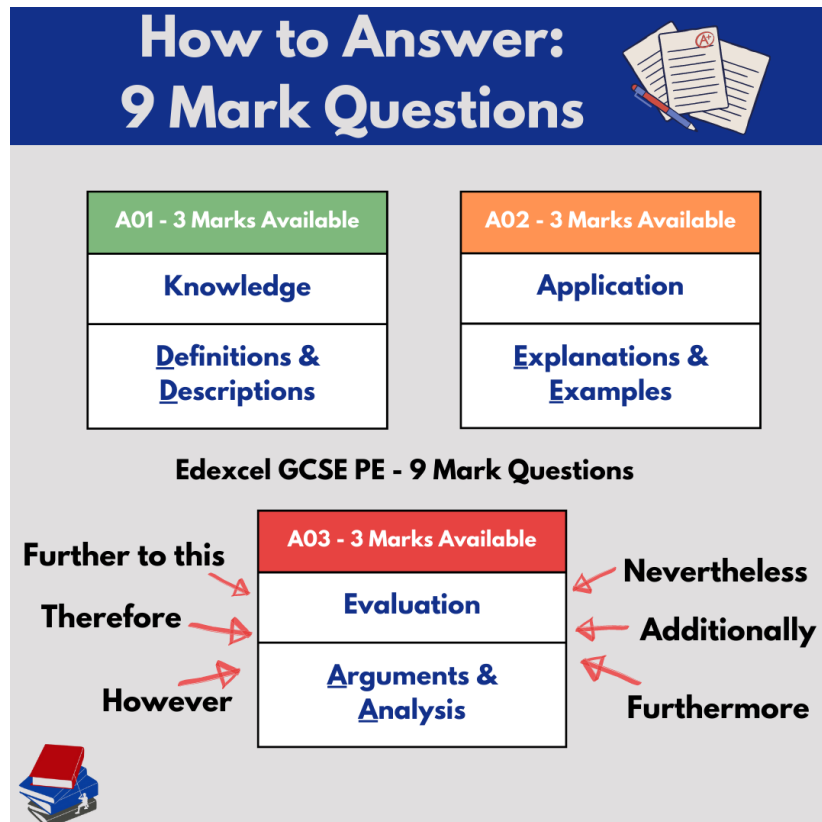 How to Answer:
9 Mark Questions
A+
A01 - 3 Marks Available
Knowledge
Definitions &
Descriptions
A02 - 3 Marks Available
Application
Explanations &
Examples
Edexcel GCSE PE - 9 Mark Questions
A03 - 3 Marks Available
Evaluation
Arguments &
Analysis
Further to this
Therefore
However
Nevertheless
Additionally
Furthermore